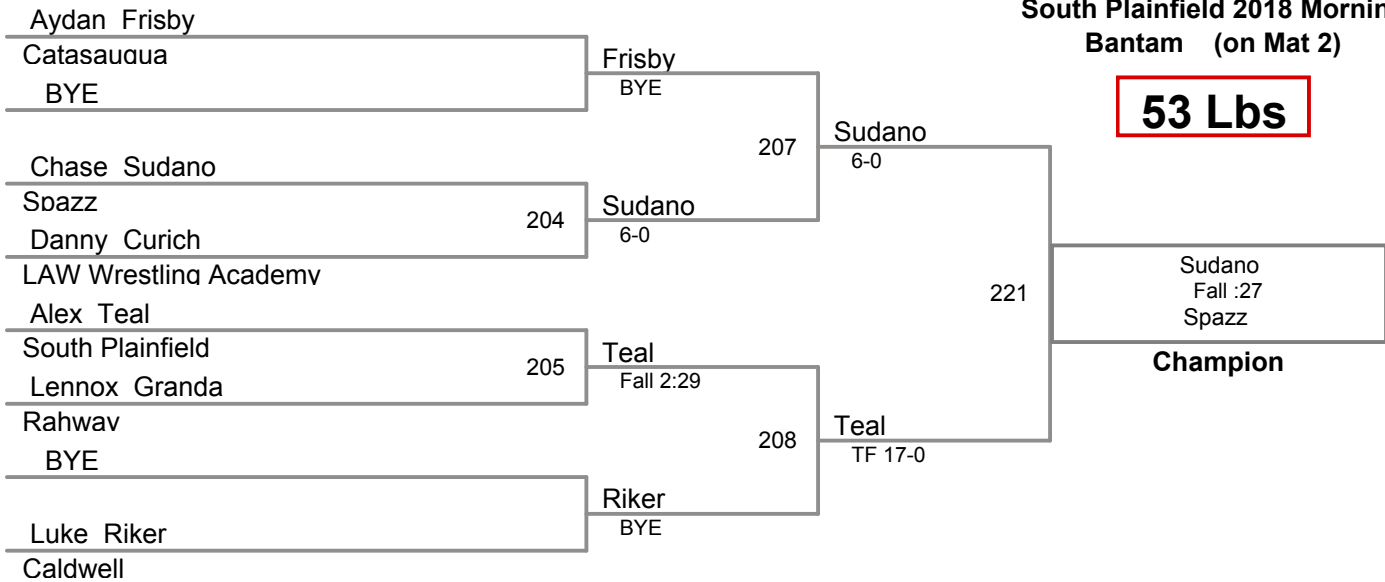 South Plainfield 2018 Mornin
Bantam (on Mat 2)
53 Lbs
Aydan Frisby
Catasauqua
BYE
Frisby
BYE
207
Sudano
6-0
Chase Sudano
Spazz
204
Sudano
6-0
Danny Curich
LAW Wrestling Academy
221
Sudano
Fall :27
Spazz
Champion
Alex Teal
South Plainfield
205
Teal
Fall 2:29
Lennox Granda
Rahway
208
Teal
TF 17-0
BYE
Riker
BYE
Luke Riker
Caldwell